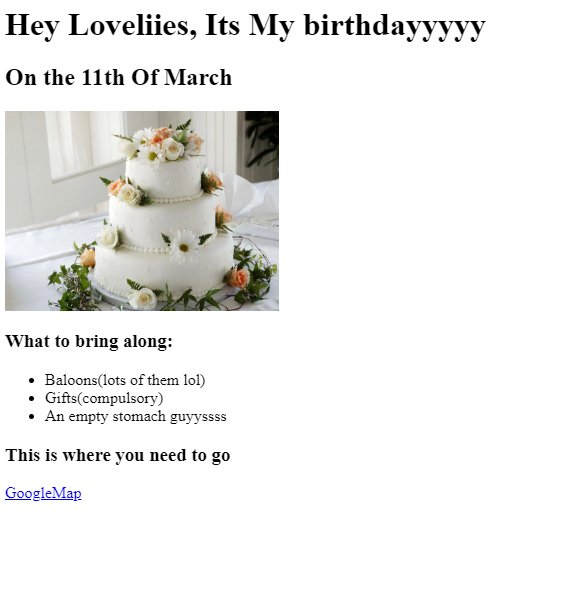 Hey Loveliies, Its My birthdayyyyy
On the 11th Of March
What to bring along:
Baloons(lots of them lol)
Gifts(compulsory)
An empty stomach guyyssss
This is where you need to go
GoogleMap